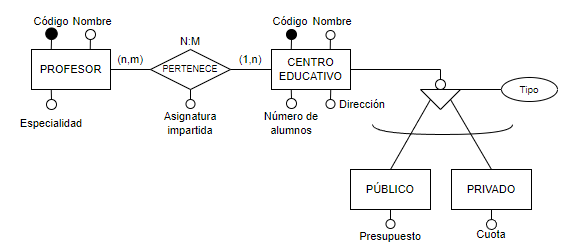 Código Nombre
Código Nombre
N:M
PROFESOR
(n,m)
PERTENECE
(1,n)
CENTRO
EDUCATIVO
Tipo
Especialidad
Asignatura
impartida
Número de
alumnos
Dirección
PÚBLICO
PRIVADO
Presupuesto
Cuota